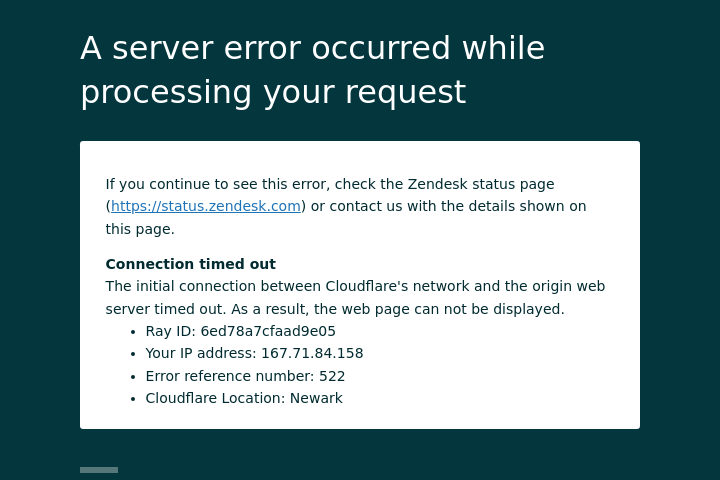 A server error occurred while
processing your request
If you continue to see this error, check the Zendesk status page
(https://status.zendesk.com) or contact us with the details shown on
this page.
Connection timed out
The initial connection between Cloudflare's network and the origin web
server timed out. As a result, the web page can not be displayed.
• Ray ID: 6ed78a7cfaad9e05
• Your IP address: 167.71.84.158
• Error reference number: 522
• Cloudflare Location: Newark